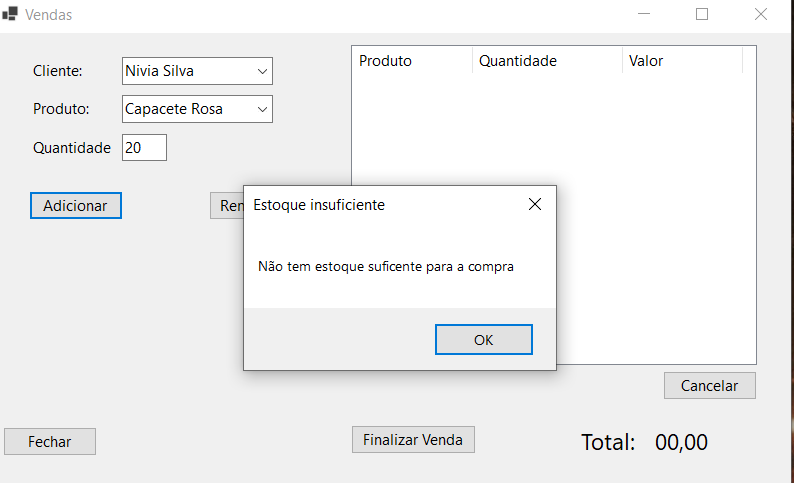 Vendas
Cliente: Nivia Silva
Produto: Capacete Rosa
Quantidade 20
Adicionar
Produto Quantidade Valor
Estoque insuficiente
Não tem estoque suficente para a compra
OK
Cancelar
Fechar
Finalizar Venda
Total: 00,00